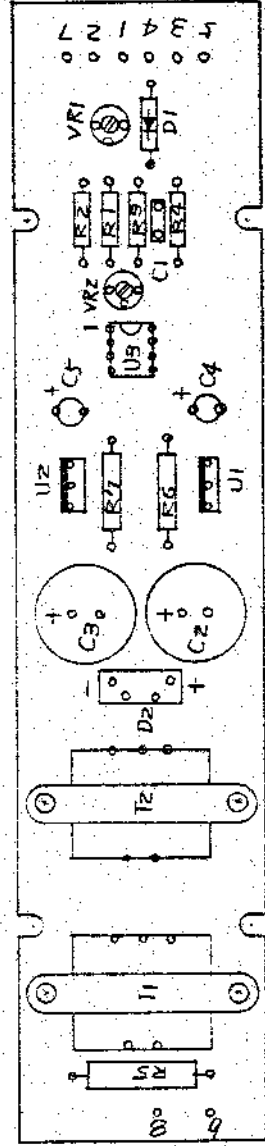 7 2 1 4 3 5
VR1
D1
R2 R1 R3 R4
C1
VR2
1
U3
+ C5
+ C4
U2 R7 R6 U1
+ C3
+ C2
- D2 +
T2
T1
R5
8